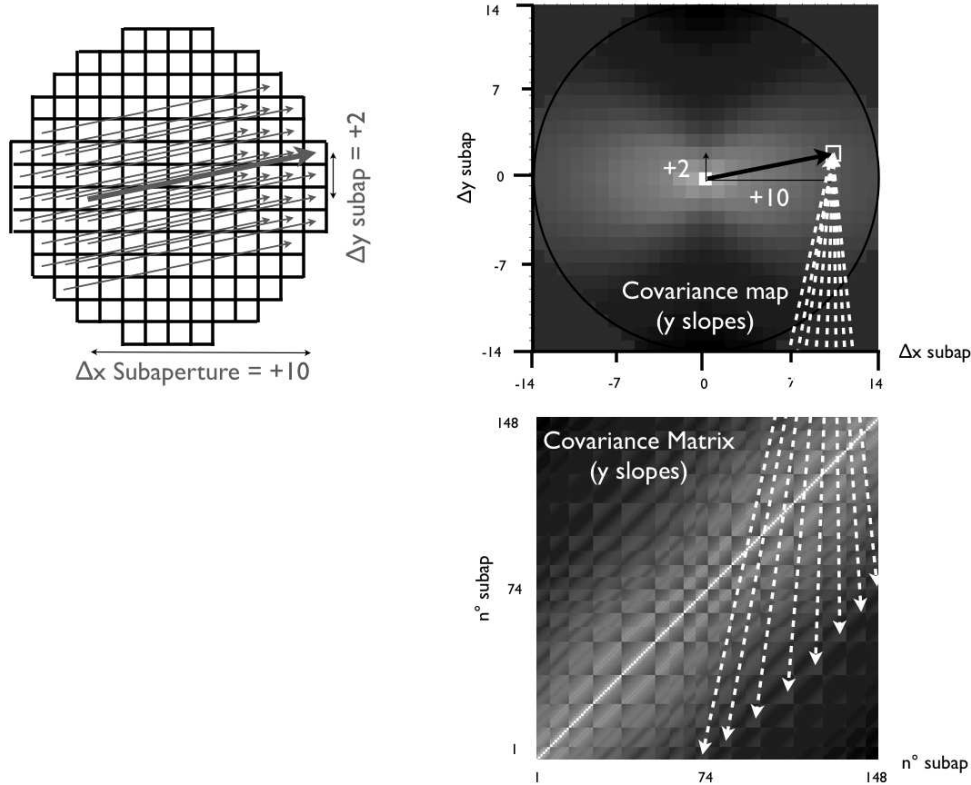 Δy subap = +2
Δx Subaperture = +10
14
7
0
-7
-14
Δy subap
+2
+10
Covariance map
(y slopes)
-14
-7
0
7
14
Δx subap
148
74
1
n° subap
Covariance Matrix
(y slopes)
1
74
148
n° subap